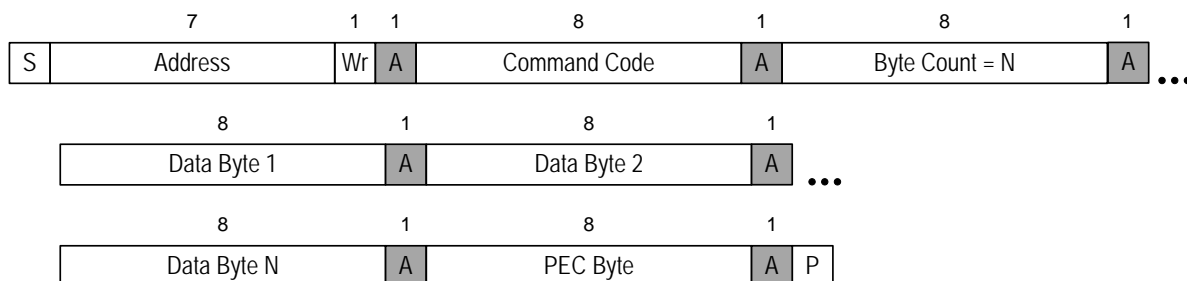 7 1 1 8 1 8 1
S Address Wr A Command Code A Byte Count = N A ...
8 1 8 1
Data Byte 1 A Data Byte 2 A ...
8 1 8 1
Data Byte N A PEC Byte A P